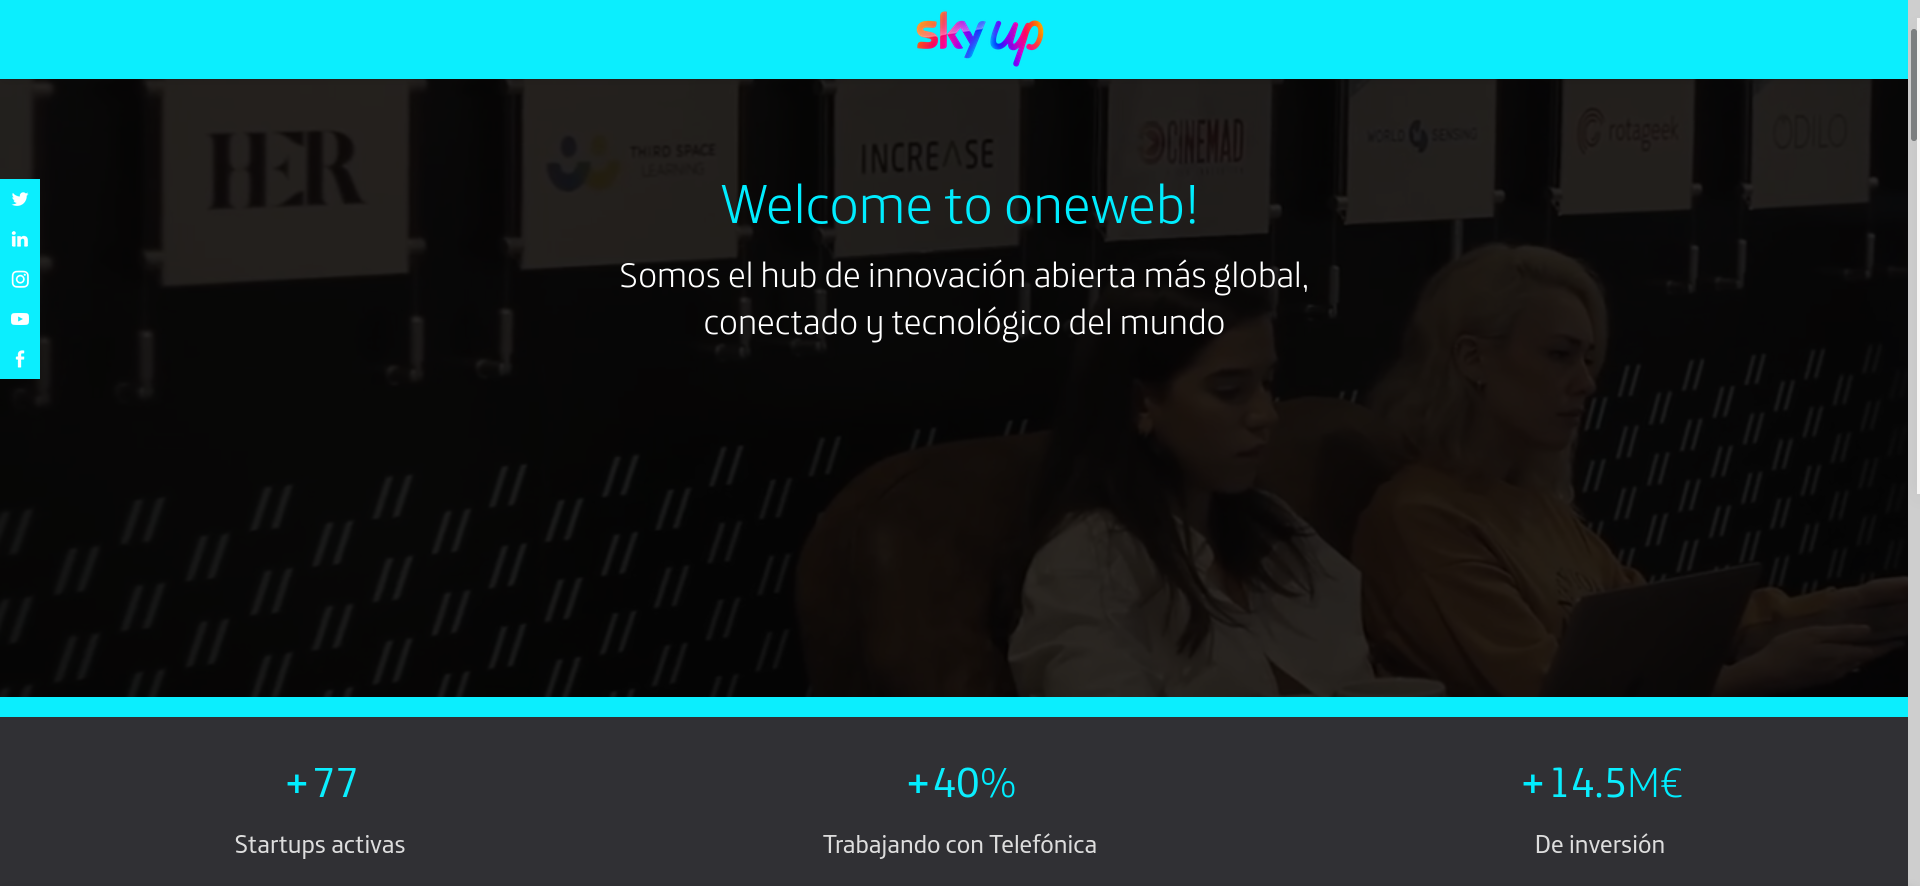 sky up
HER
THIRD SPACE
LEARNING
INCREASE
CINEMAD
WORLD SENSING
rotageek
ODILO
Welcome to oneweb!
Somos el hub de innovación abierta más global,
conectado y tecnológico del mundo
+77
+40%
+14.5M€
Startups activas
Trabajando con Telefónica
De inversión